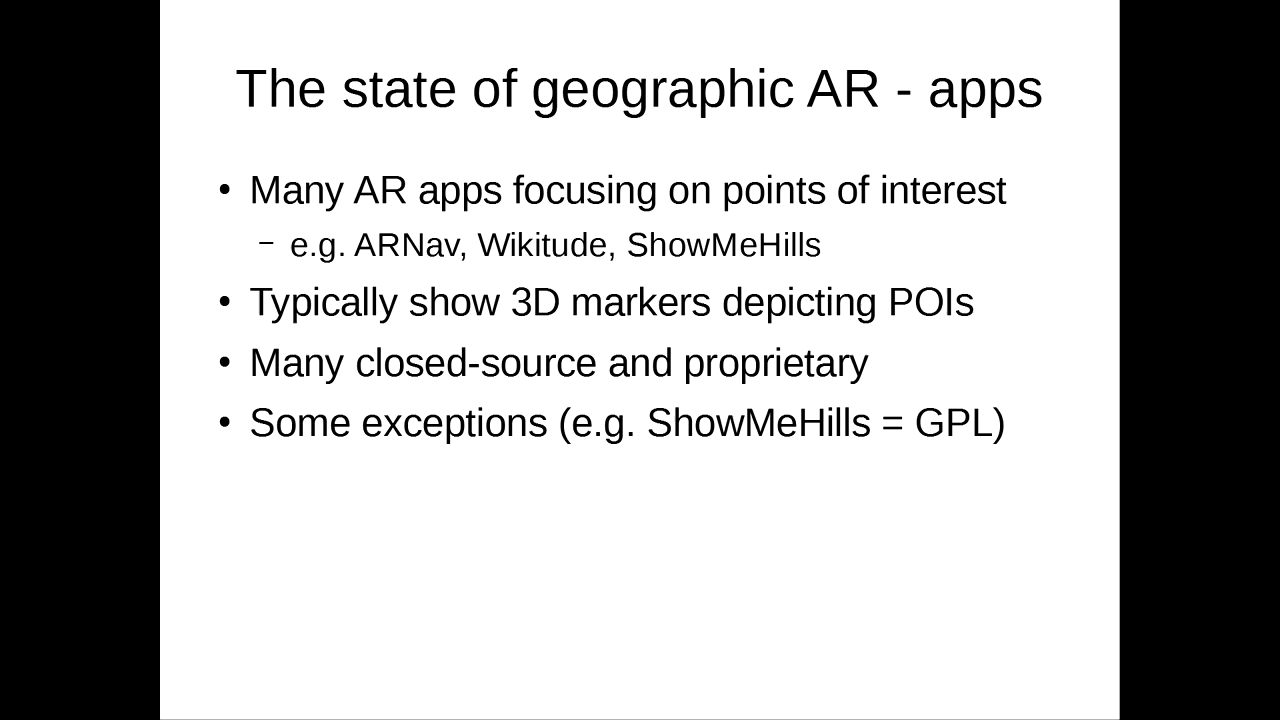 The state of geographic AR - apps
• Many AR apps focusing on points of interest
– e.g. ARNav, Wikitude, ShowMeHills
• Typically show 3D markers depicting POIs
• Many closed-source and proprietary
• Some exceptions (e.g. ShowMeHills = GPL)